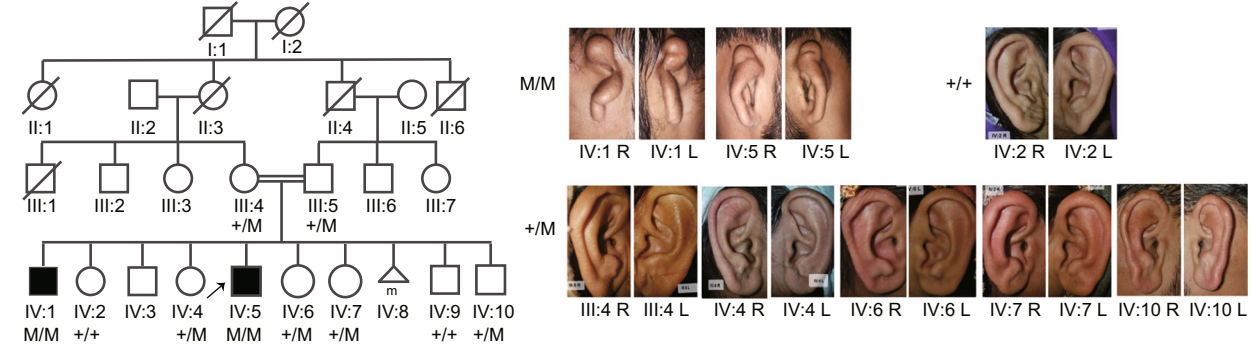 I:1 I:2
II:1 II:2 II:3 II:4 II:5 II:6
III:1 III:2 III:3 III:4 III:5 III:6 III:7
+/M +/M
IV:1 IV:2 IV:3 IV:4 IV:5 IV:6 IV:7 IV:8 IV:9 IV:10
m
M/M +/+ +/M M/M +/M +/M +/+ +/M
M/M
IV:1 R IV:1 L IV:5 R IV:5 L
+/+
IV:2 R
IV:2 R IV:2 L
+/M
III:4 R III:4 L IV:4 R IV:4 L IV:6 R IV:6 L IV:7 R IV:7 L IV:10 R IV:10 L